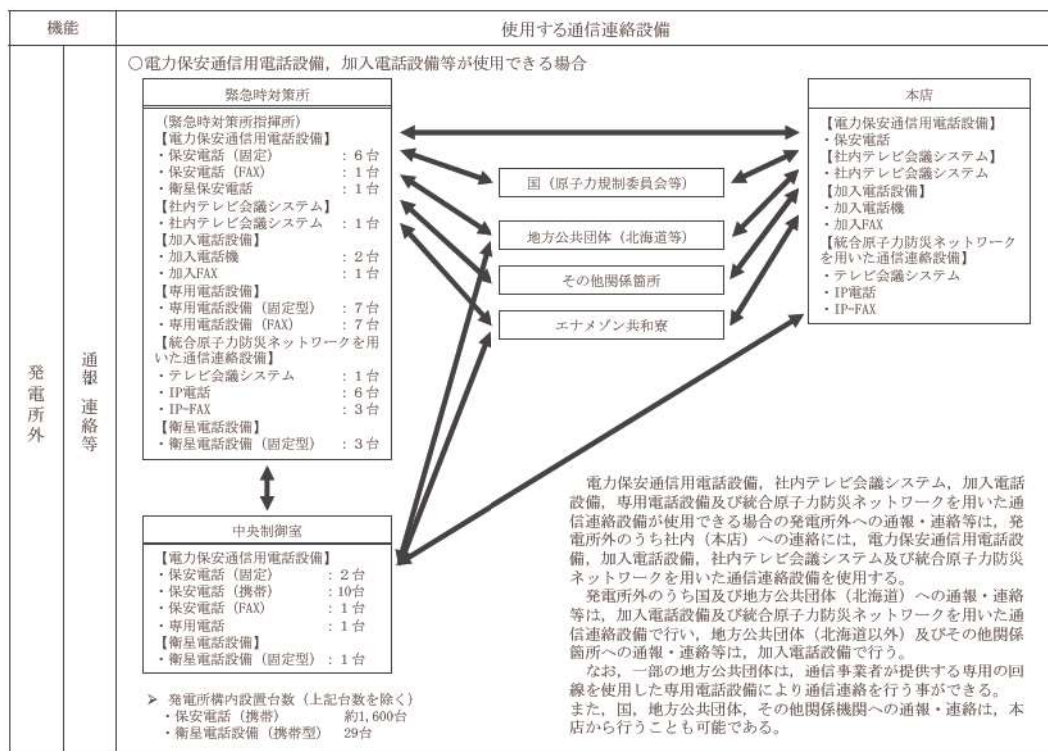 機能
使用する通信連絡設備
発電所外
通報連絡等
○電力保安通信用電話設備，加入電話設備等が使用できる場合
緊急時対策所
(緊急時対策所指揮所)
【電力保安通信用電話設備】
・保安電話（固定） ：6台
・保安電話（FAX） ：1台
・衛星保安電話 ：1台
【社内テレビ会議システム】
・社内テレビ会議システム ：1台
【加入電話設備】
・加入電話機 ：2台
・加入FAX ：1台
【専用電話設備】
・専用電話設備（固定型）：7台
・専用電話設備（FAX） ：7台
【統合原子力防災ネットワークを用
いた通信連絡設備】
・テレビ会議システム ：1台
・IP電話 ：6台
・IP-FAX ：3台
【衛星電話設備】
・衛星電話設備（固定型）：3台
国（原子力規制委員会等）
地方公共団体（北海道等）
その他関係箇所
エナメゾン共和寮
本店
【電力保安通信用電話設備】
・保安電話
【社内テレビ会議システム】
・社内テレビ会議システム
【加入電話設備】
・加入電話機
・加入FAX
【統合原子力防災ネットワーク
を用いた通信連絡設備】
・テレビ会議システム
・IP電話
・IP-FAX
中央制御室
【電力保安通信用電話設備】
・保安電話（固定） ：2台
・保安電話（携帯） ：10台
・保安電話（FAX） ：1台
・専用電話 ：1台
【衛星電話設備】
・衛星電話設備（固定型）：1台
➢ 発電所構内設置台数（上記台数を除く）
・保安電話（携帯） 約1,600台
・衛星電話設備（携帯型） 29台
電力保安通信用電話設備，社内テレビ会議システム，加入電話
設備，専用電話設備及び統合原子力防災ネットワークを用いた通
信連絡設備が使用できる場合の発電所外への通報・連絡等は，発
電所外のうち社内（本店）への連絡には，電力保安通信用電話設
備，加入電話設備，社内テレビ会議システム及び統合原子力防災
ネットワークを用いた通信連絡設備を使用する。
発電所外のうち国及び地方公共団体（北海道）への通報・連絡
等は，加入電話設備及び統合原子力防災ネットワークを用いた通
信連絡設備で行い，地方公共団体（北海道以外）及びその他関係
箇所への通報・連絡等は，加入電話設備で行う。
なお，一部の地方公共団体は，通信事業者が提供する専用の回
線を使用した専用電話設備により通信連絡を行う事ができる。
また，国，地方公共団体，その他関係機関への通報・連絡は，本
店から行うことも可能である。